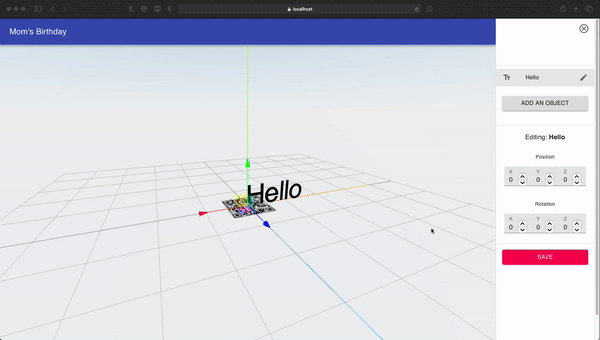 localhost
Mom's Birthday
Tr Hello
ADD AN OBJECT
Hello
Editing: Hello
Position
X Y Z
0 0 0
Rotation
X Y Z
0 0 0
SAVE